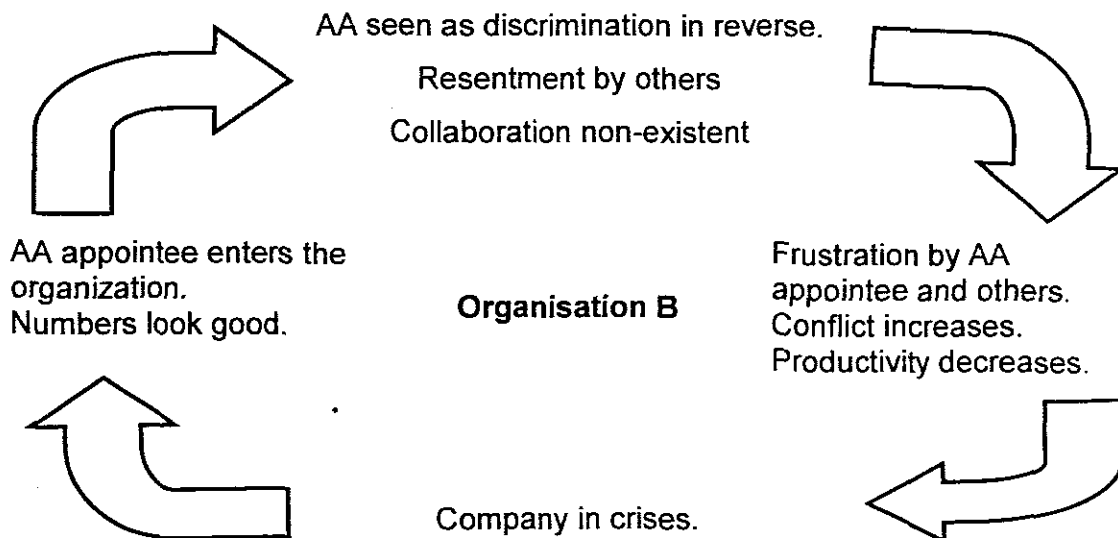 AA seen as discrimination in reverse.
Resentment by others
Collaboration non-existent
AA appointee enters the
organization.
Numbers look good.
Organisation B
Frustration by AA
appointee and others.
Conflict increases.
Productivity decreases.
Company in crises.